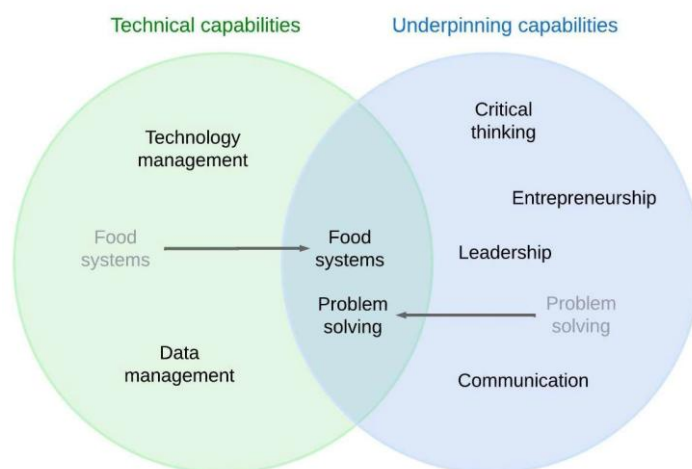 Technical capabilities
Underpinning capabilities
Technology
management
Food
systems
Data
management
Food
systems
Problem
solving
Critical
thinking
Entrepreneurship
Leadership
Problem
solving
Communication